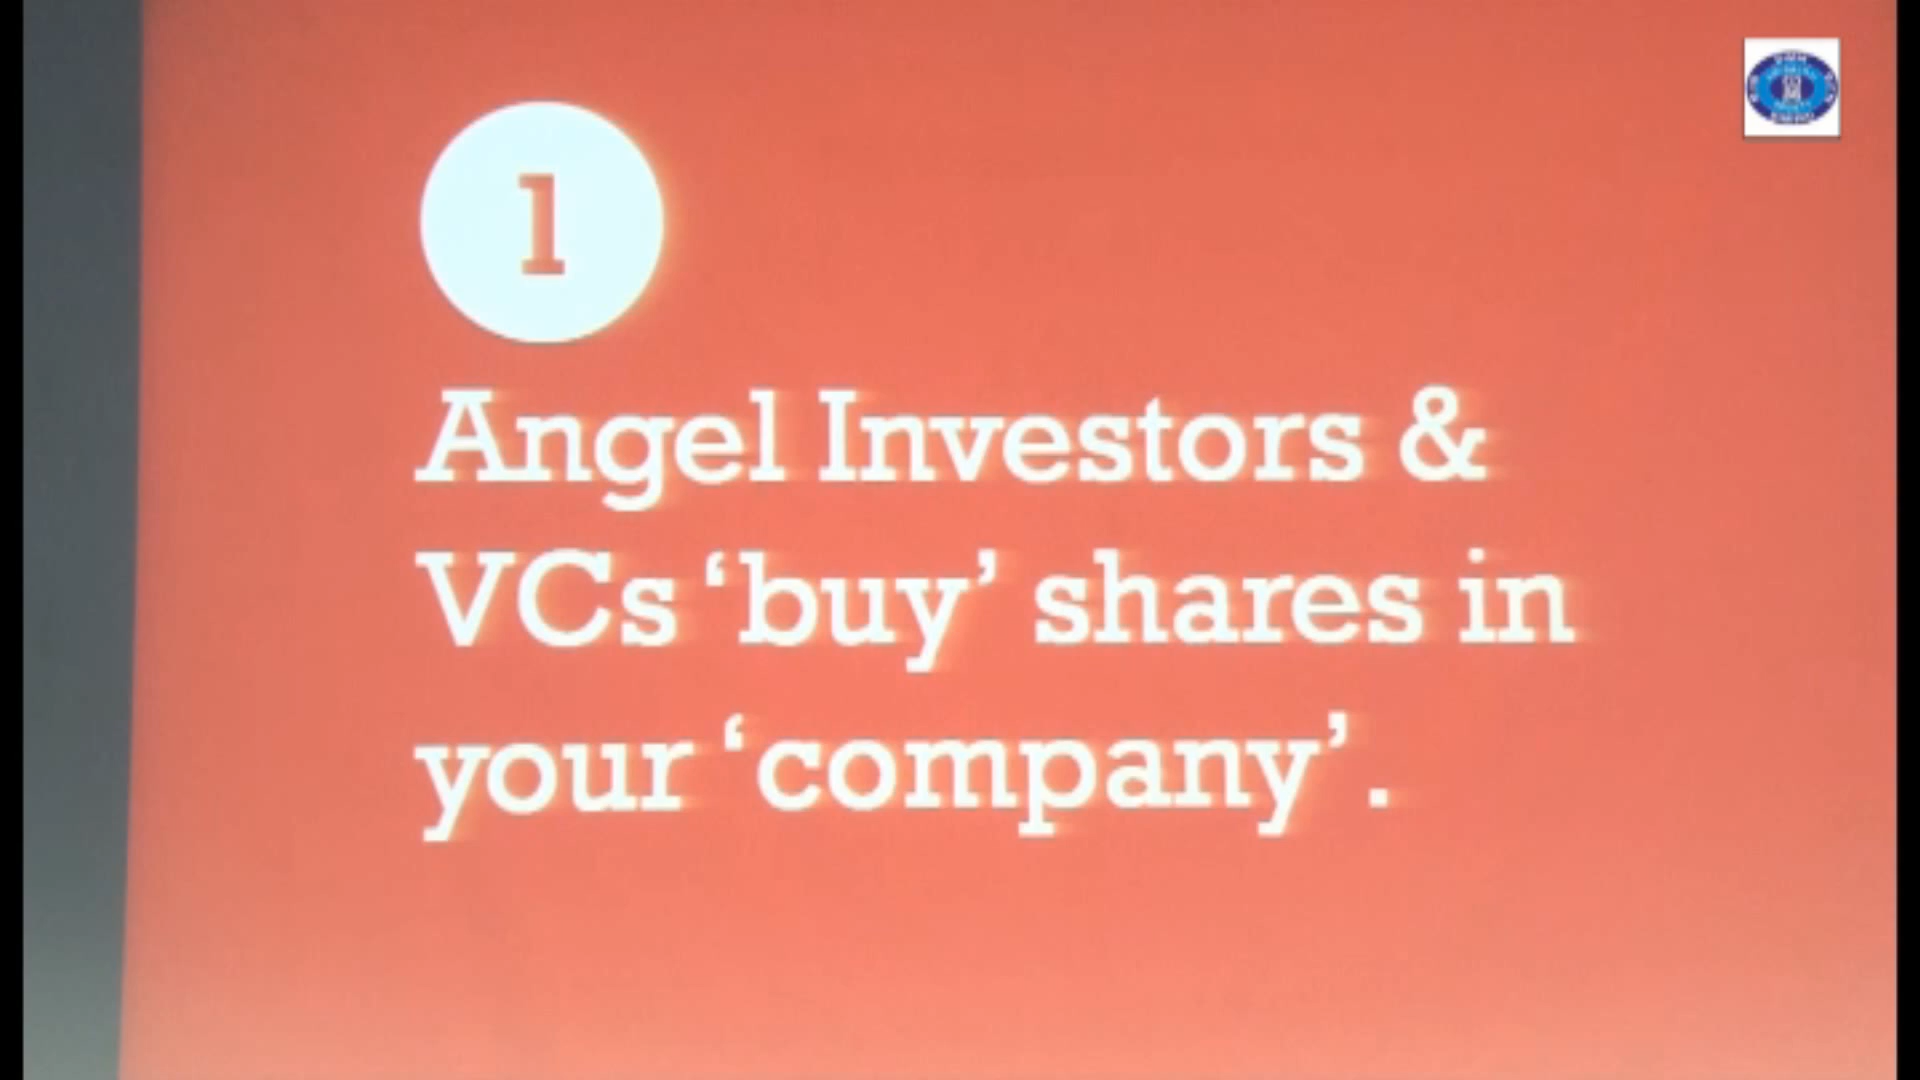 1
Angel Investors &
VCs ‘buy’ shares in
your ‘company’.